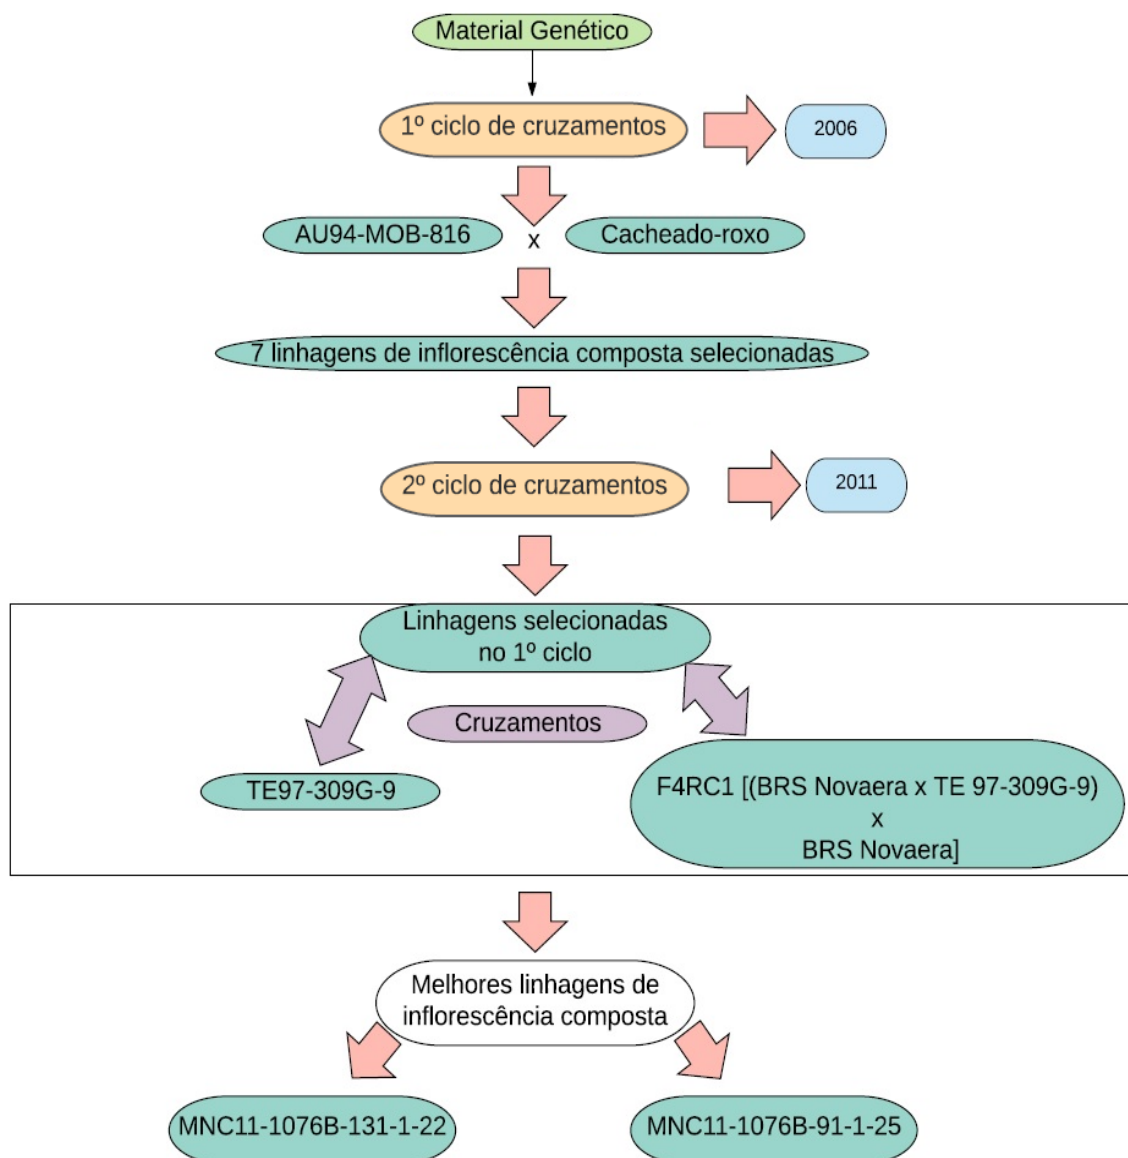 Material Genético
1º ciclo de cruzamentos
2006
AU94-MOB-816
x
Cacheado-roxo
7 linhagens de inflorescência composta selecionadas
2º ciclo de cruzamentos
2011
Linhagens selecionadas
no 1º ciclo
Cruzamentos
TE97-309G-9
F4RC1 [(BRS Novaera x TE 97-309G-9)
x
BRS Novaera]
Melhores linhagens de
inflorescência composta
MNC11-1076B-131-1-22
MNC11-1076B-91-1-25